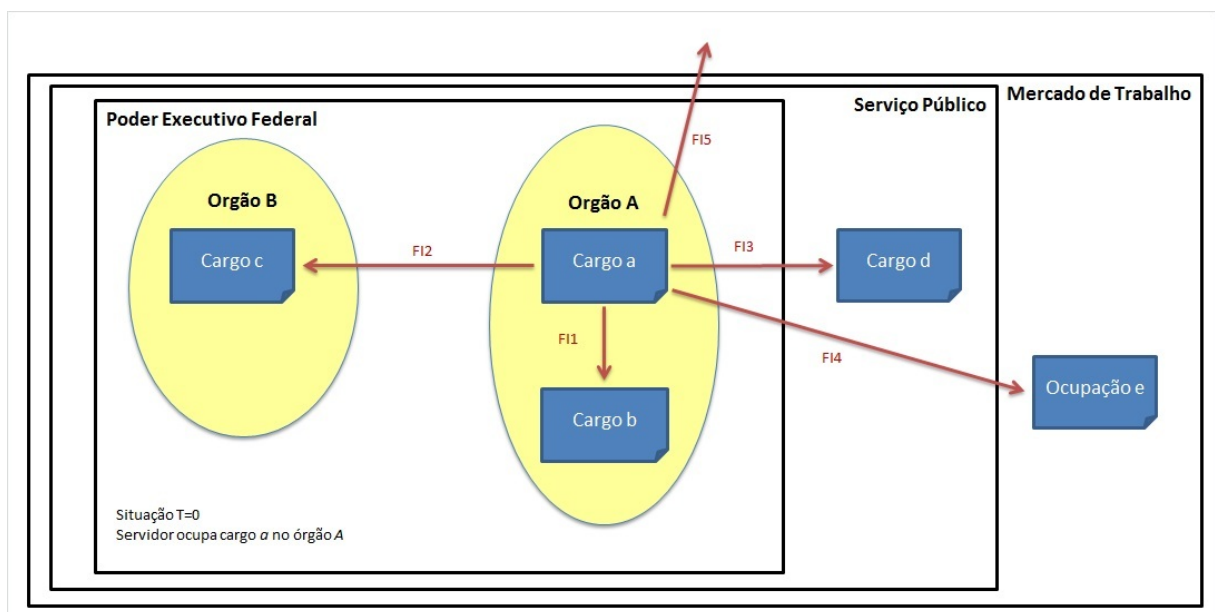 Mercado de Trabalho
Serviço Público
Poder Executivo Federal
FI5
Orgão B
Orgão A
Cargo c
FI2
Cargo a
FI3
Cargo d
FI1
FI4
Ocupação e
Cargo b
Situação T=0
Servidor ocupa cargo a no órgão A